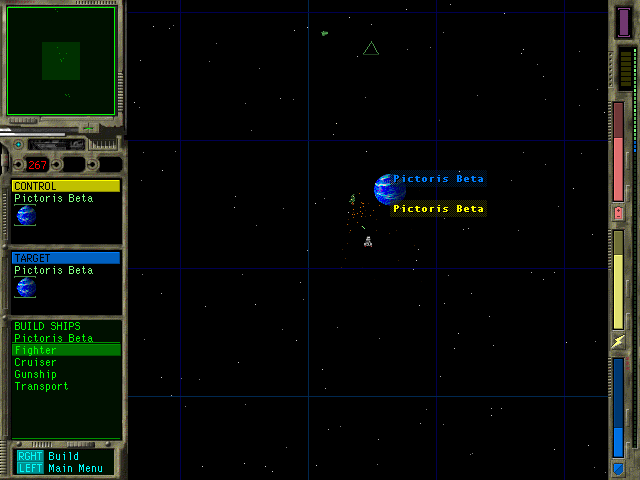 267
CONTROL
Pictoris Beta
TARGET
Pictoris Beta
BUILD SHIPS
Pictoris Beta
Fighter
Cruiser
Gunship
Transport
RGHT Build
LEFT Main Menu
Pictoris Beta
Pictoris Beta